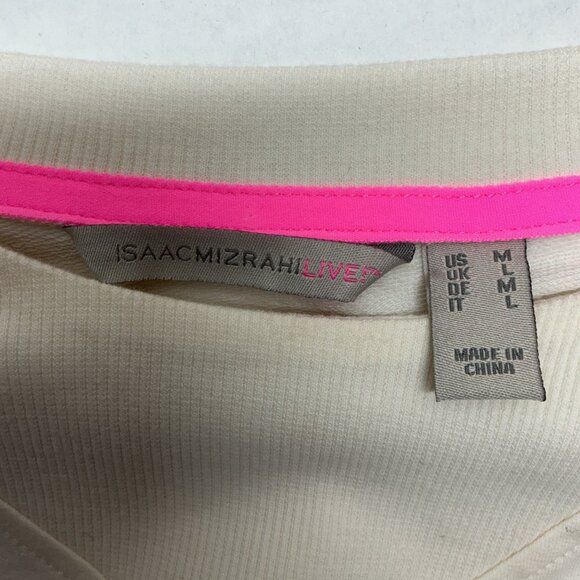 ISAACMIZRAHILIVE!
US M
UK L
DE M
IT L
MADE IN
CHINA